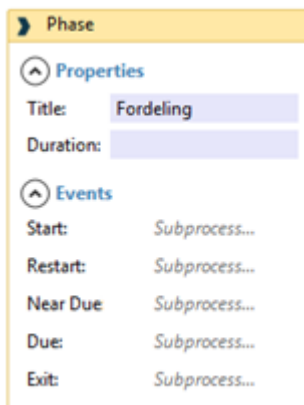 Phase
Properties
Title: Fordeling
Duration:
Events
Start: Subprocess...
Restart: Subprocess...
Near Due Subprocess...
Due: Subprocess...
Exit: Subprocess...